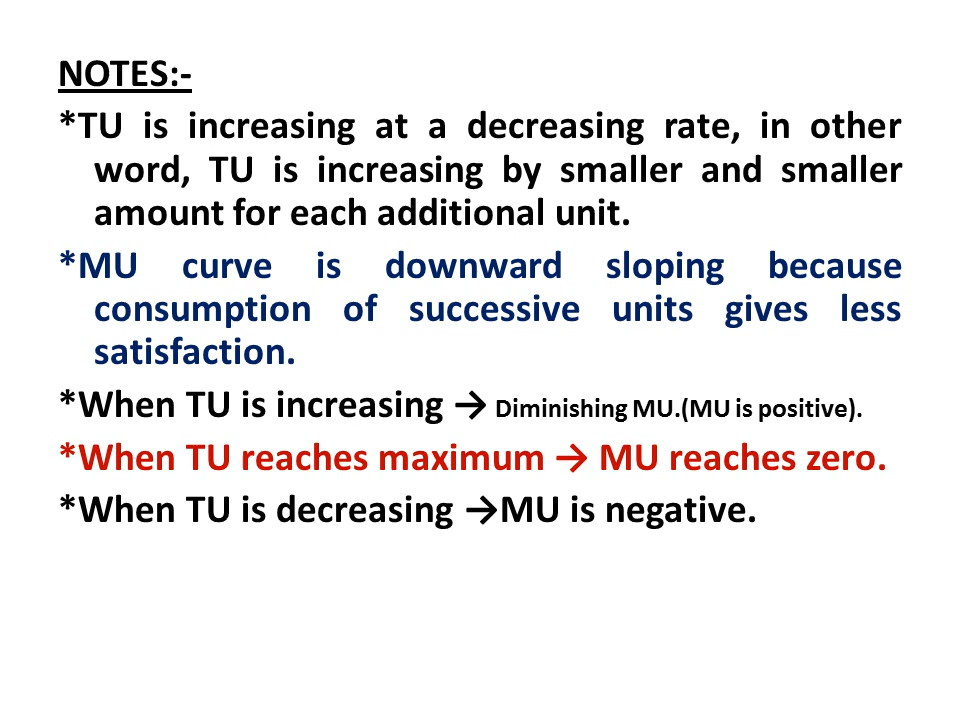 NOTES:-
*TU is increasing at a decreasing rate, in other
word, TU is increasing by smaller and smaller
amount for each additional unit.
*MU curve is downward sloping because
consumption of successive units gives less
satisfaction.
*When TU is increasing → Diminishing MU.(MU is positive).
*When TU reaches maximum → MU reaches zero.
*When TU is decreasing →MU is negative.